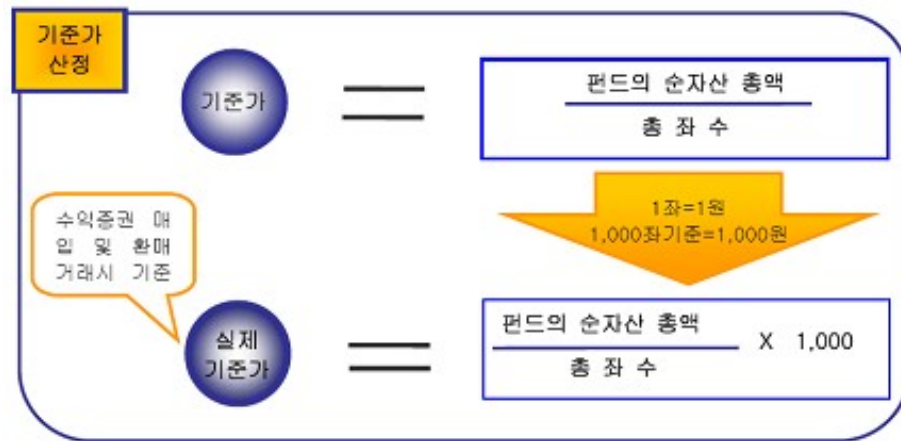 기준가
산정
기준가
펀드의 순자산 총액
총 좌 수
1좌=1원
1,000좌기준=1,000원
수익증권 매
입 및 환매
거래시 기준
실제
기준가
펀드의 순자산 총액
총 좌 수
X 1,000